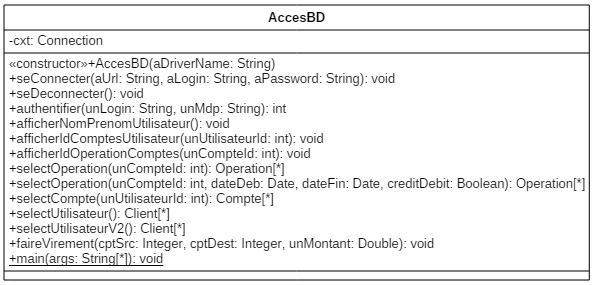 AccesBD
-cxt: Connection
«constructor»+AccesBD(aDriverName: String)
+seConnecter(aUrl: String, aLogin: String, aPassword: String): void
+seDeconnecter(): void
+authentifier(unLogin: String, unMdp: String): int
+afficherNomPrenomUtilisateur(): void
+afficherIdComptesUtilisateur(unUtilisateurId: int): void
+afficherIdOperationComptes(unCompteId: int): void
+selectOperation(unCompteId: int): Operation[*]
+selectOperation(unCompteId: int, dateDeb: Date, dateFin: Date, creditDebit: Boolean): Operation[*]
+selectCompte(unUtilisateurId: int): Compte[*]
+selectUtilisateur(): Client[*]
+selectUtilisateurV2(): Client[*]
+faireVirement(cptSrc: Integer, cptDest: Integer, unMontant: Double): void
+main(args: String[*]): void